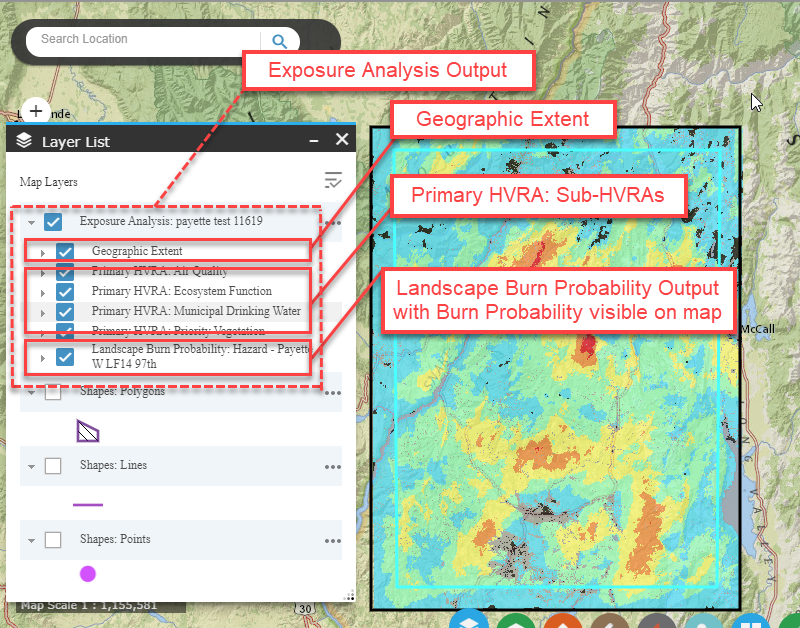 Search Location
Exposure Analysis Output
Geographic Extent
Layer List
Map Layers
Primary HVRA: Sub-HVRAs
Exposure Analysis: payette test 11619
Geographic Extent
Primary HVRA: Air Quality
Primary HVRA: Ecosystem Function
Primary HVRA: Municipal Drinking Water
Primary HVRA: Priority Vegetation
Landscape Burn Probability: Hazard - Payette
W LF14 97th
Landscape Burn Probability Output
with Burn Probability visible on map
McCall
Shapes: Polygons
Shapes: Lines
Shapes: Points
LONG VALLEY
Map Scale 1 : 1,155,581
30